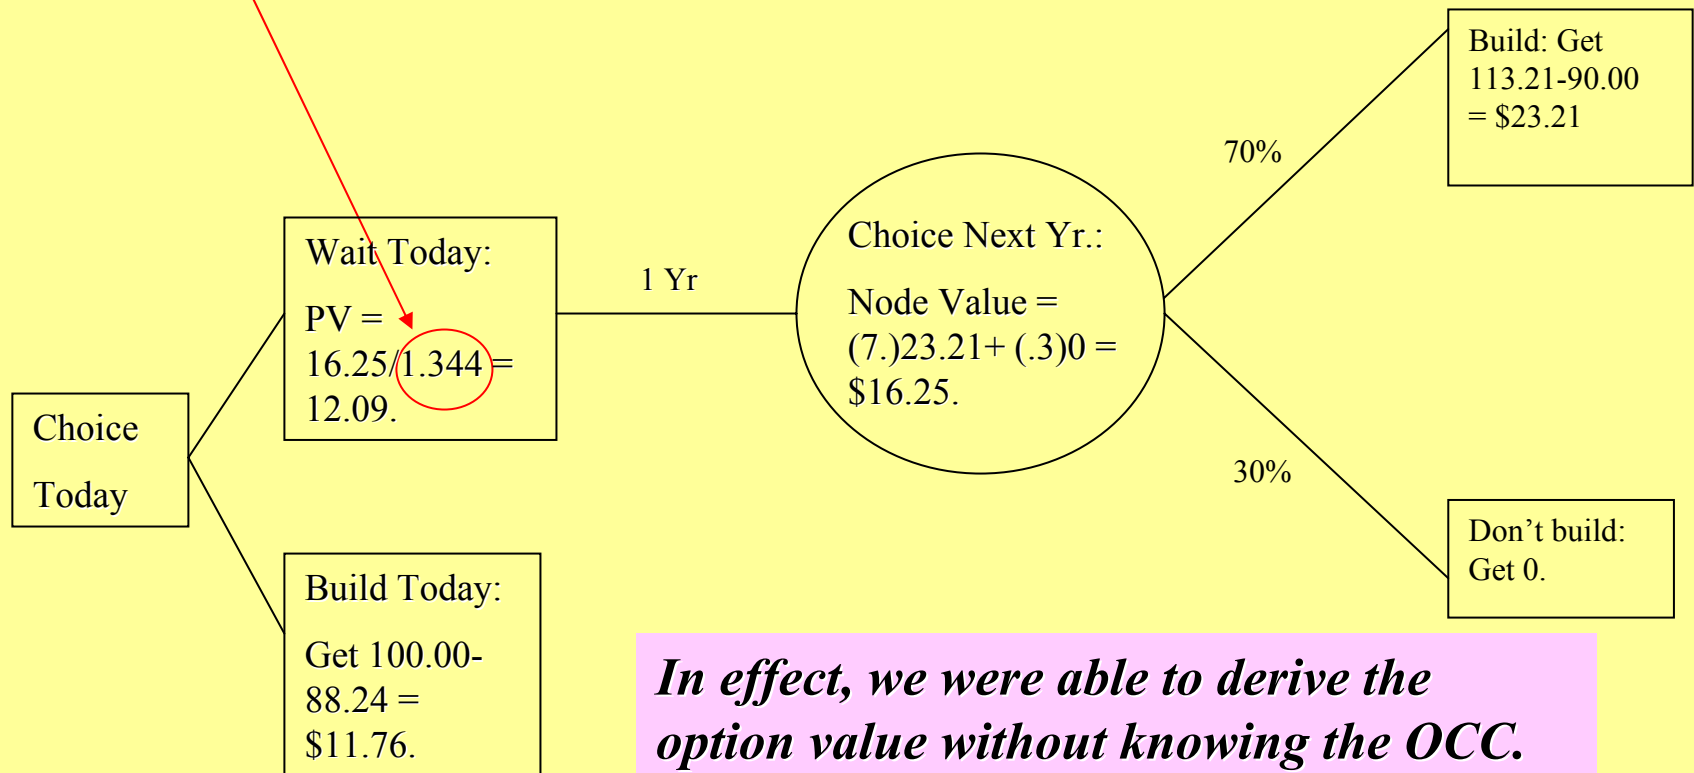 Choice
Today
Wait Today:
PV =
16.25/1.344 =
12.09.
Build Today:
Get 100.00-
88.24 =
$11.76.
1 Yr
Choice Next Yr.:
Node Value =
(7.)23.21+ (.3)0 =
$16.25.
70%
30%
Build: Get
113.21-90.00
= $23.21
Don’t build:
Get 0.
In effect, we were able to derive the
option value without knowing the OCC.